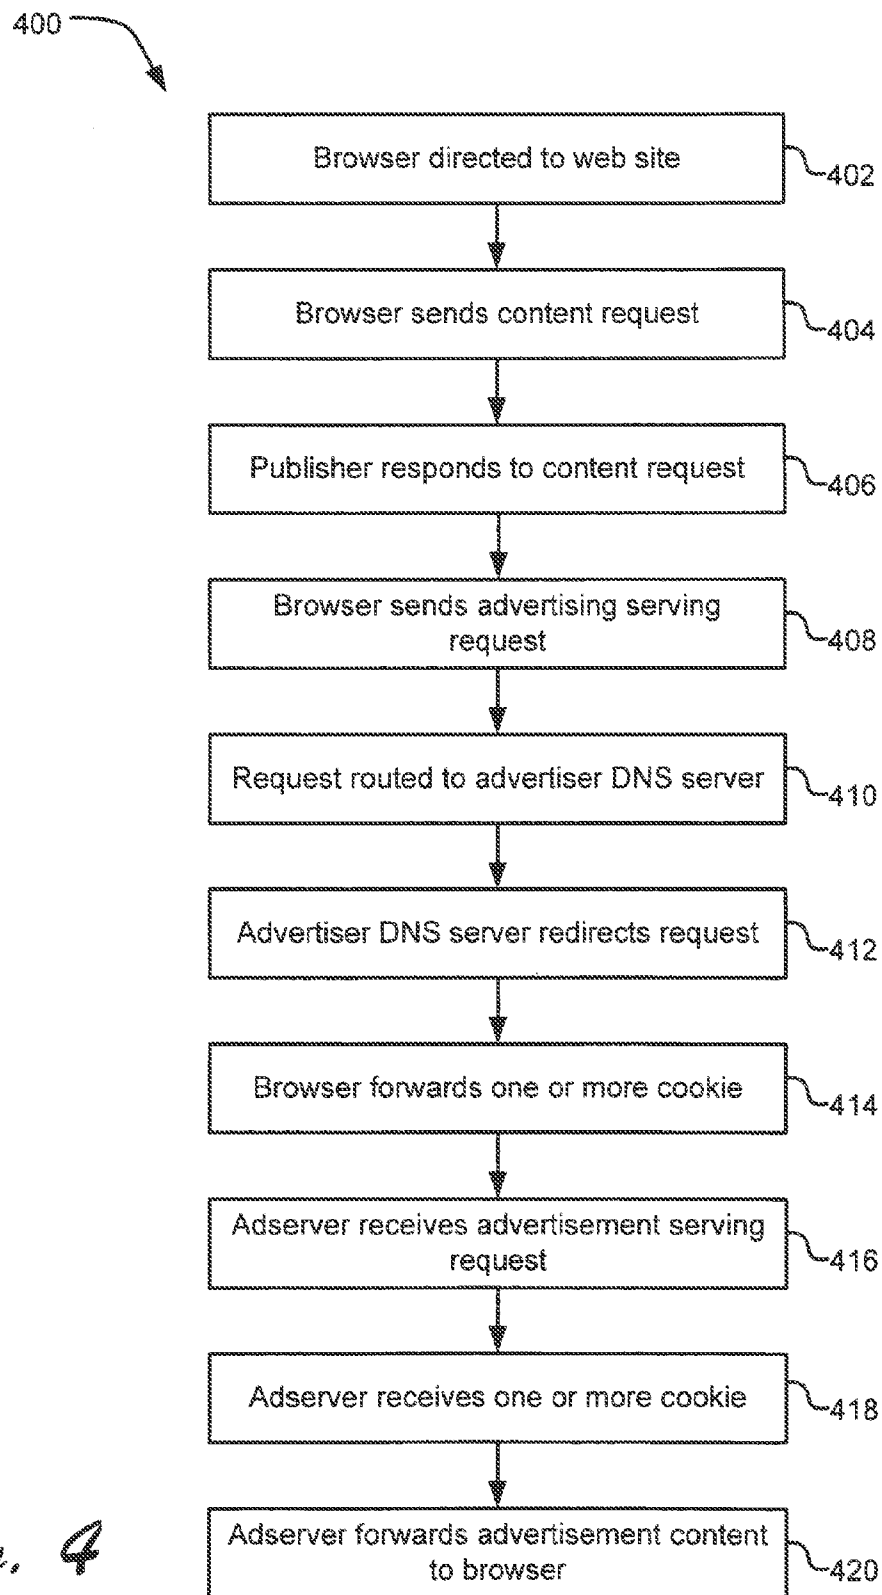 400
Browser directed to web site
402
Browser sends content request
404
Publisher responds to content request
406
Browser sends advertising serving
request
408
Request routed to advertiser DNS server
410
Advertiser DNS server redirects request
412
Browser forwards one or more cookie
414
Adserver receives advertisement serving
request
416
Adserver receives one or more cookie
418
Adserver forwards advertisement content
to browser
420
4